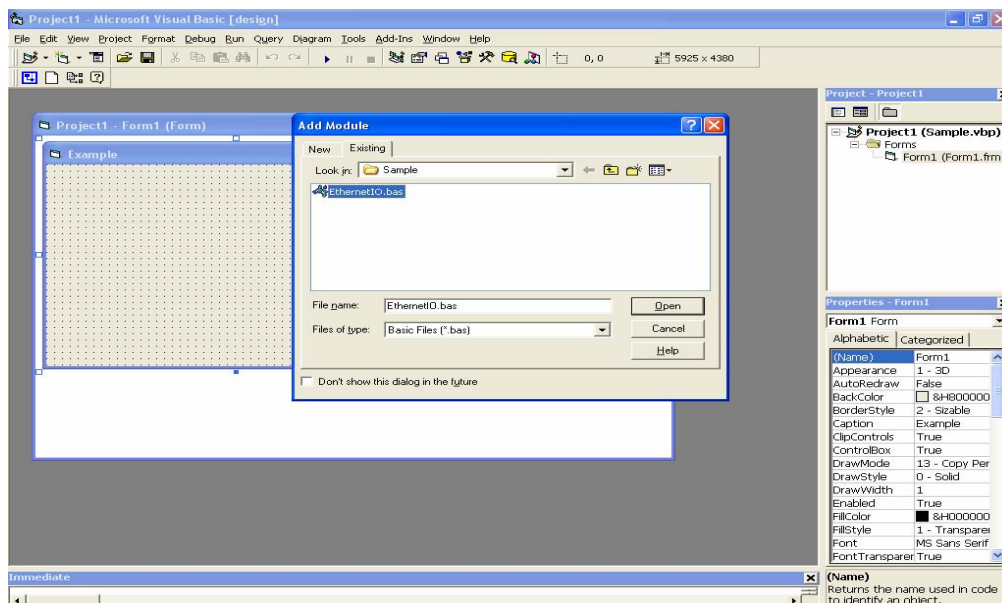 Project1 - Microsoft Visual Basic [design]
File Edit View Project Format Debug Run Query Diagram Tools Add-Ins Window Help
0, 0 5925 x 4380
Project1 - Form1 (Form)
Example
Add Module
New Existing
Look in: Sample
EthernetIO.bas
File name: EthernetIO.bas Open
Files of type: Basic Files (*.bas) Cancel
Help
Don't show this dialog in the future
Project - Project1
Project1 (Sample.vbp)
Forms
Form1 (Form1.frm
Properties - Form1
Form1 Form
Alphabetic Categorized
(Name) Form1
Appearance 1 - 3D
AutoRedraw False
BackColor &H800000
BorderStyle 2 - Sizable
Caption Example
ClipControls True
ControlBox True
DrawMode 13 - Copy Per
DrawStyle 0 - Solid
DrawWidth 1
Enabled True
FillColor &H000000
FillStyle 1 - Transparer
Font MS Sans Serif
FontTransparer True
(Name)
Returns the name used in code
to identify an object.
Immediate